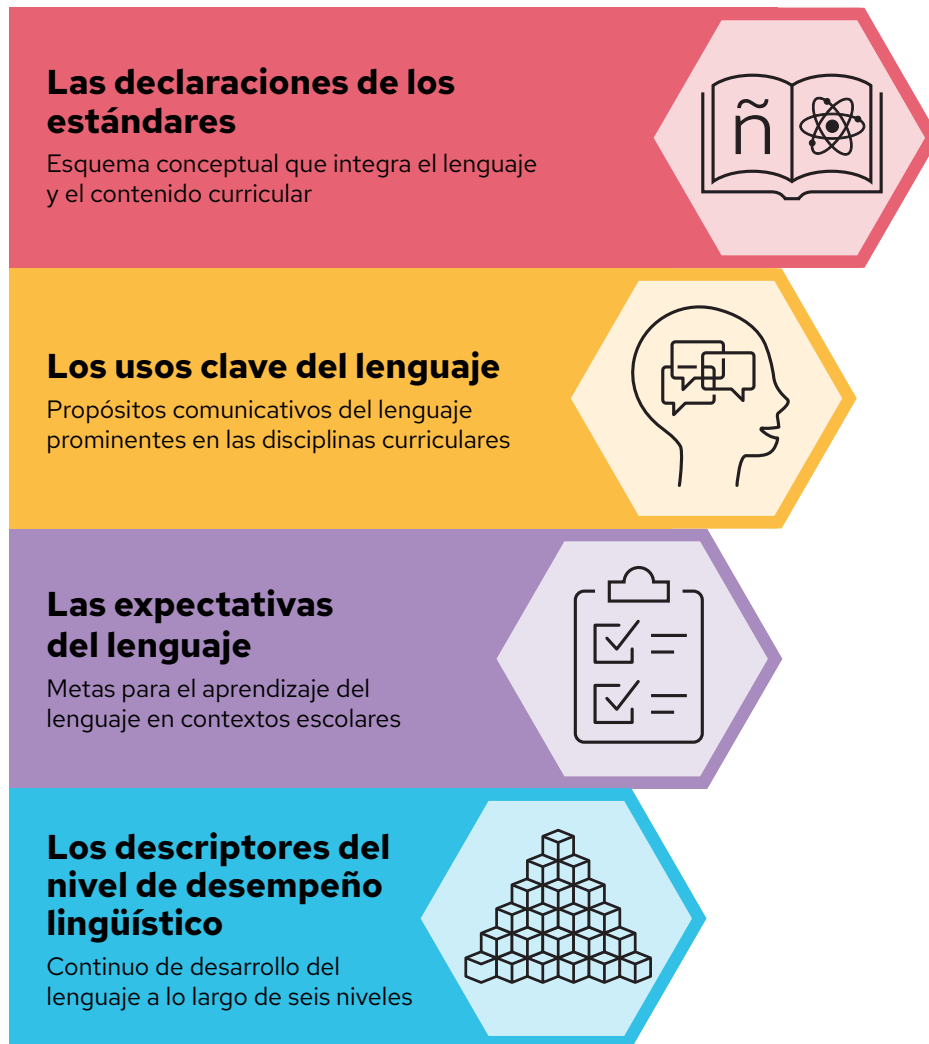 Las declaraciones de los
estándares
Esquema conceptual que integra el lenguaje
y el contenido curricular
ñ
Los usos clave del lenguaje
Propósitos comunicativos del lenguaje
prominentes en las disciplinas curriculares
Las expectativas
del lenguaje
Metas para el aprendizaje del
lenguaje en contextos escolares
Los descriptores del
nivel de desempeño
lingüístico
Continuo de desarrollo del
lenguaje a lo largo de seis niveles